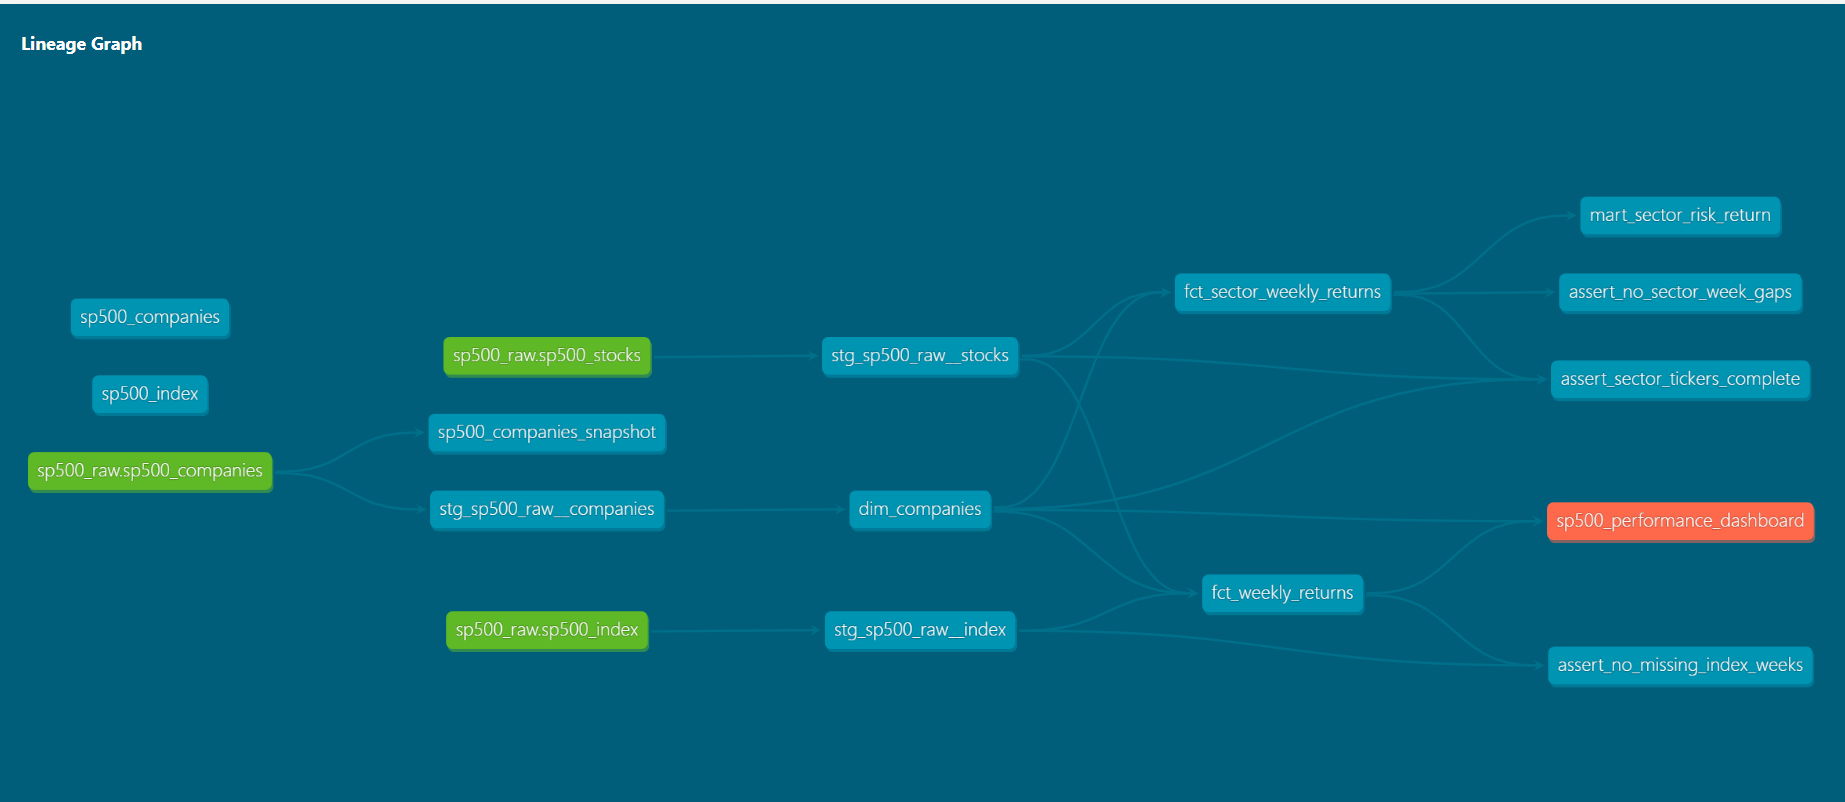 Lineage Graph
sp500_companies
sp500_index
sp500_raw.sp500_companies
sp500_raw.sp500_stocks
sp500_companies_snapshot
stg_sp500_raw__companies
sp500_raw.sp500_index
stg_sp500_raw__stocks
dim_companies
stg_sp500_raw__index
fct_sector_weekly_returns
fct_weekly_returns
mart_sector_risk_return
assert_no_sector_week_gaps
assert_sector_tickers_complete
sp500_performance_dashboard
assert_no_missing_index_weeks